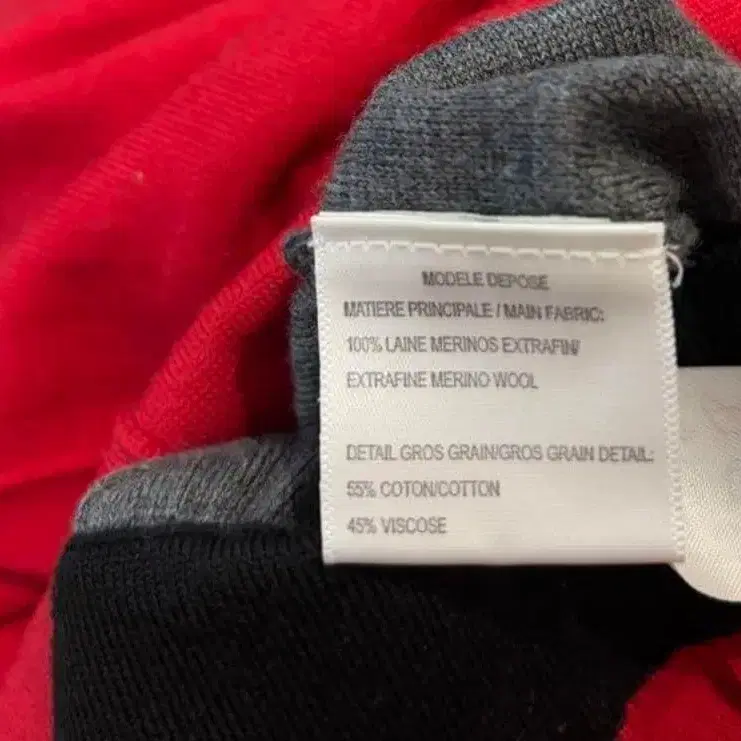 MODELE DEPOSE
MATIERE PRINCIPALE / MAIN FABRIC:
100% LAINE MERINOS EXTRAFIN/
EXTRAFINE MERINO WOOL
DETAIL GROS GRAIN/GROS GRAIN DETAIL:
55% COTON/COTTON
45% VISCOSE